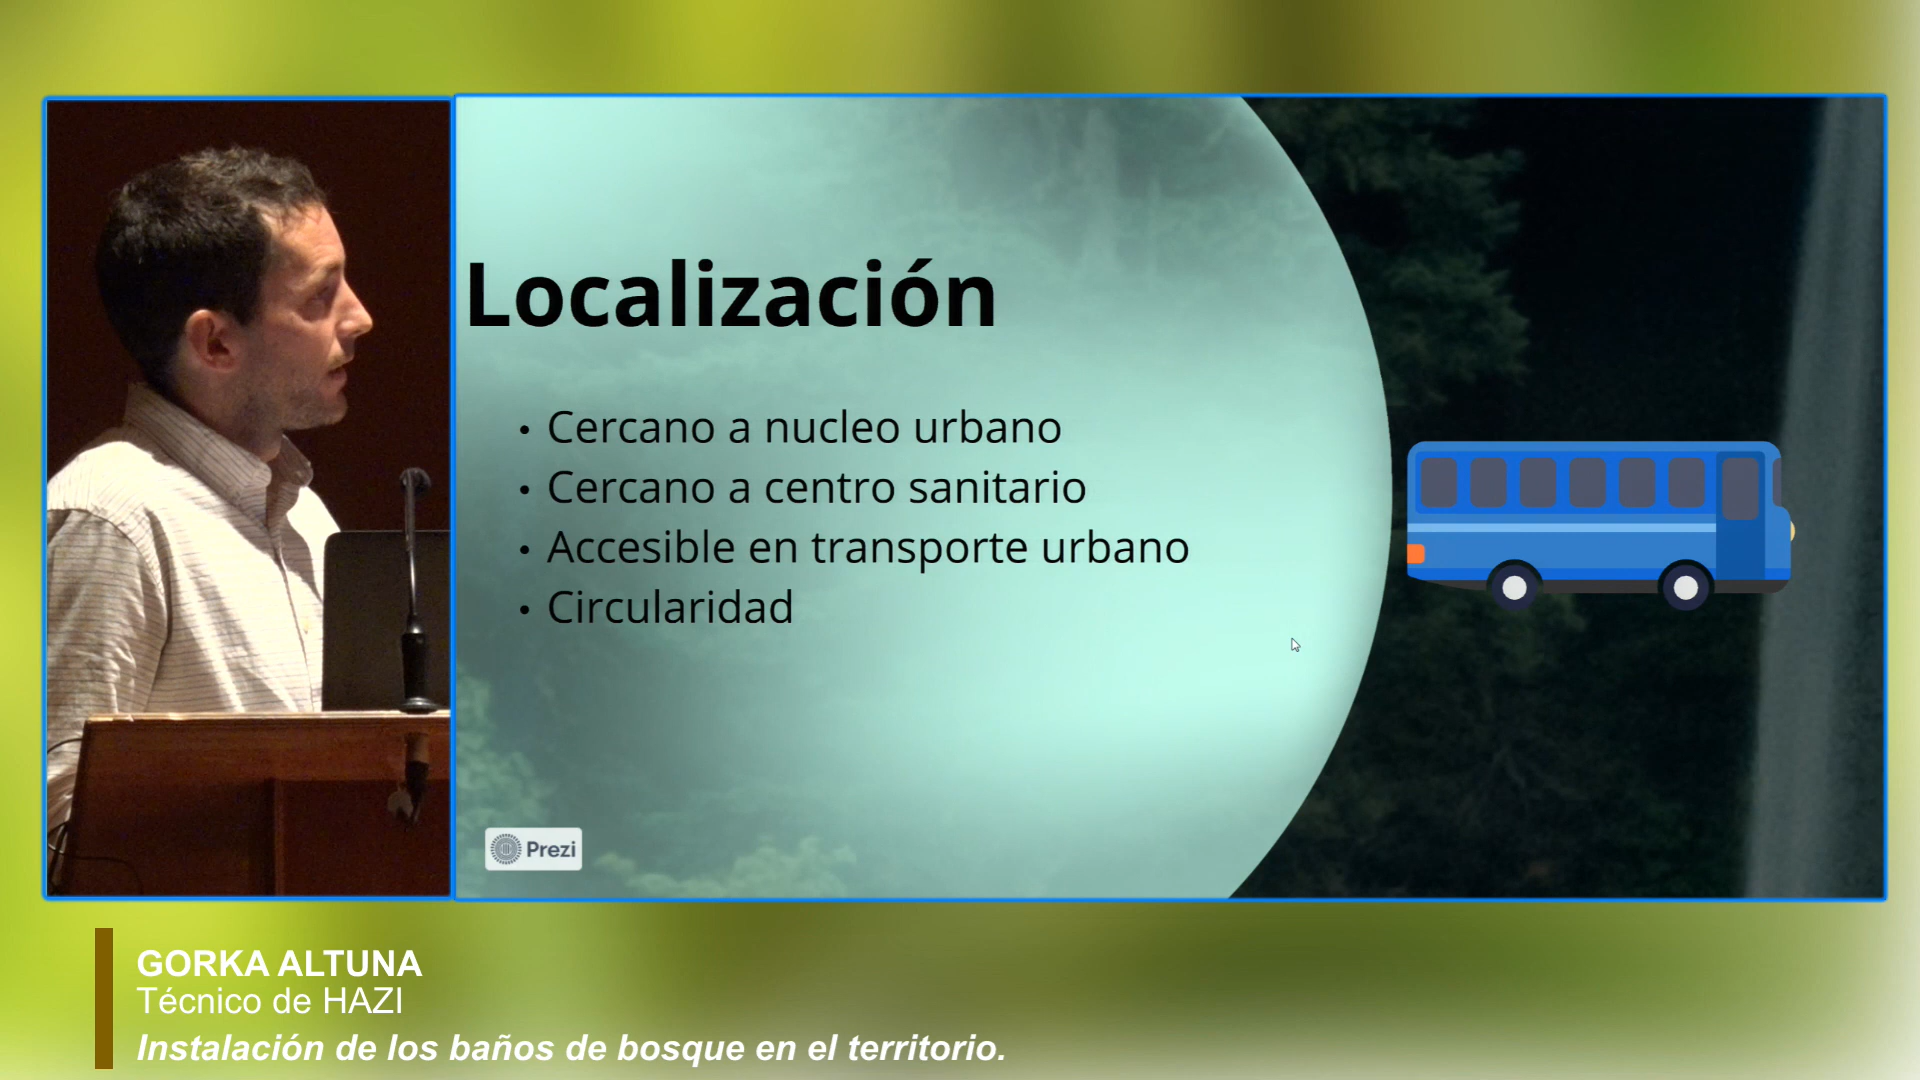 Localización
• Cercano a nucleo urbano
• Cercano a centro sanitario
• Accesible en transporte urbano
• Circularidad
Prezi
GORKA ALTUNA
Técnico de HAZI
Instalación de los baños de bosque en el territorio.